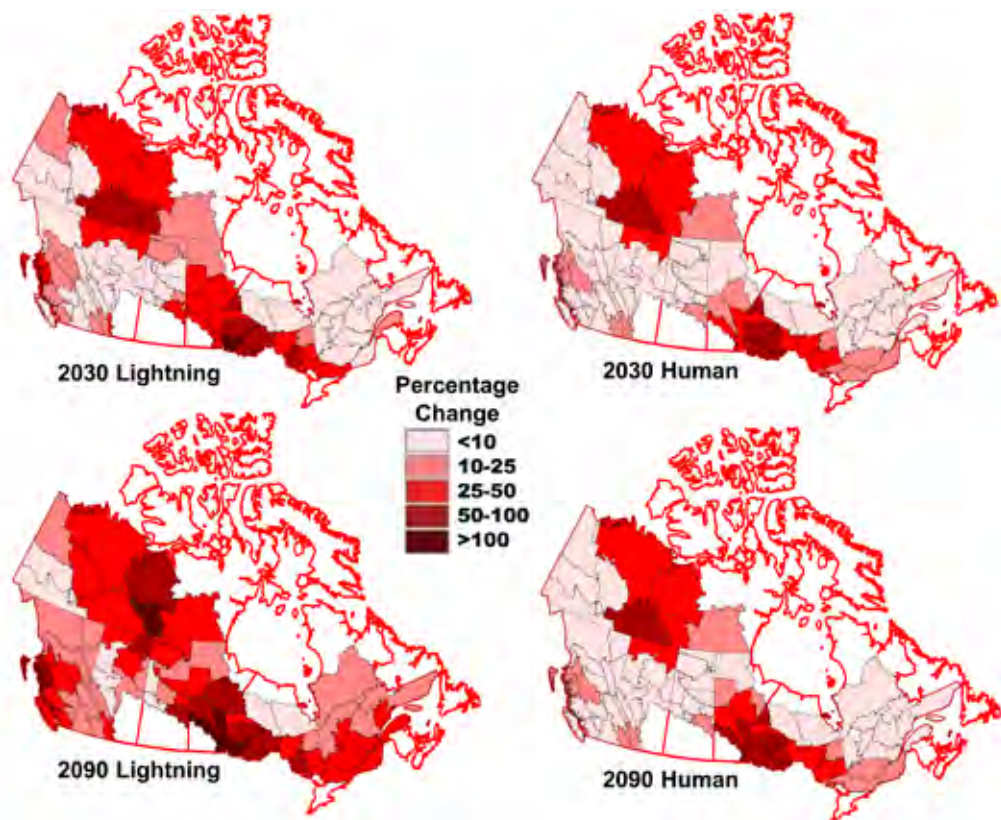 2030 Lightning
2030 Human
Percentage
Change
<10
10-25
25-50
50-100
>100
2090 Lightning
2090 Human